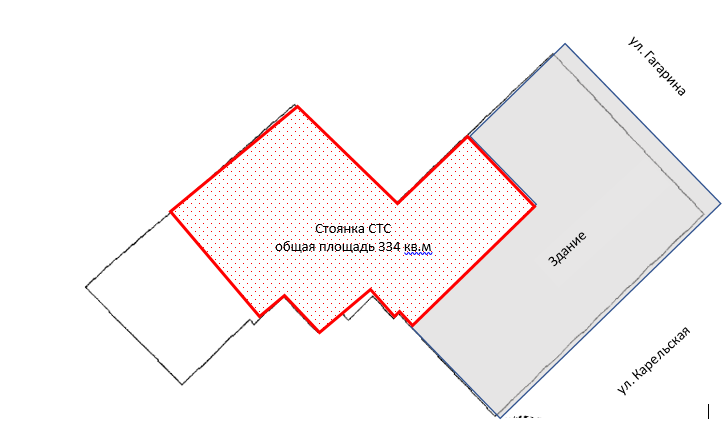 ул. Гагарина
Стоянка СТС
общая площадь 334 кв.м
Здание
ул. Карельская